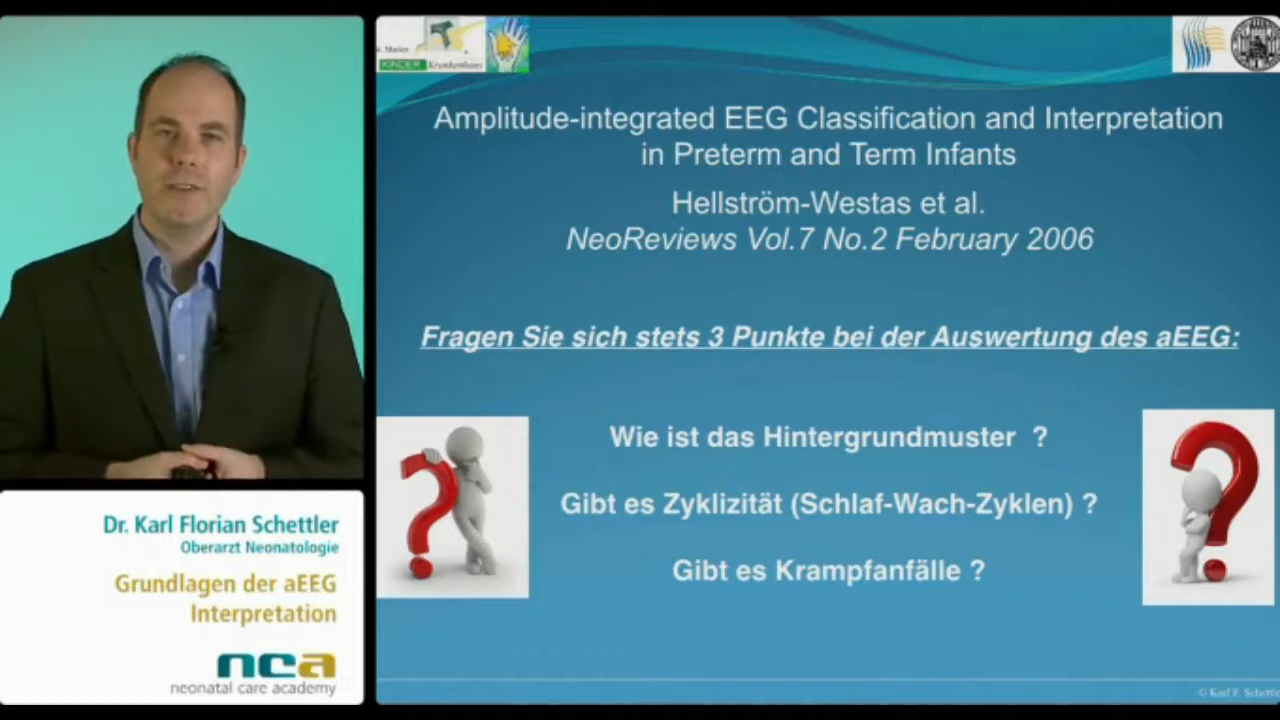 Dr. Karl Florian Schettler
Oberarzt Neonatologie
Grundlagen der aEEG
Interpretation
nca
neonatal care academy
KINDER Krankenhaus
Amplitude-integrated EEG Classification and Interpretation
in Preterm and Term Infants
Hellström-Westas et al.
NeoReviews Vol.7 No.2 February 2006
Fragen Sie sich stets 3 Punkte bei der Auswertung des aEEG:
Wie ist das Hintergrundmuster ?
Gibt es Zyklizität (Schlaf-Wach-Zyklen) ?
Gibt es Krampfanfälle ?
© Karl F.